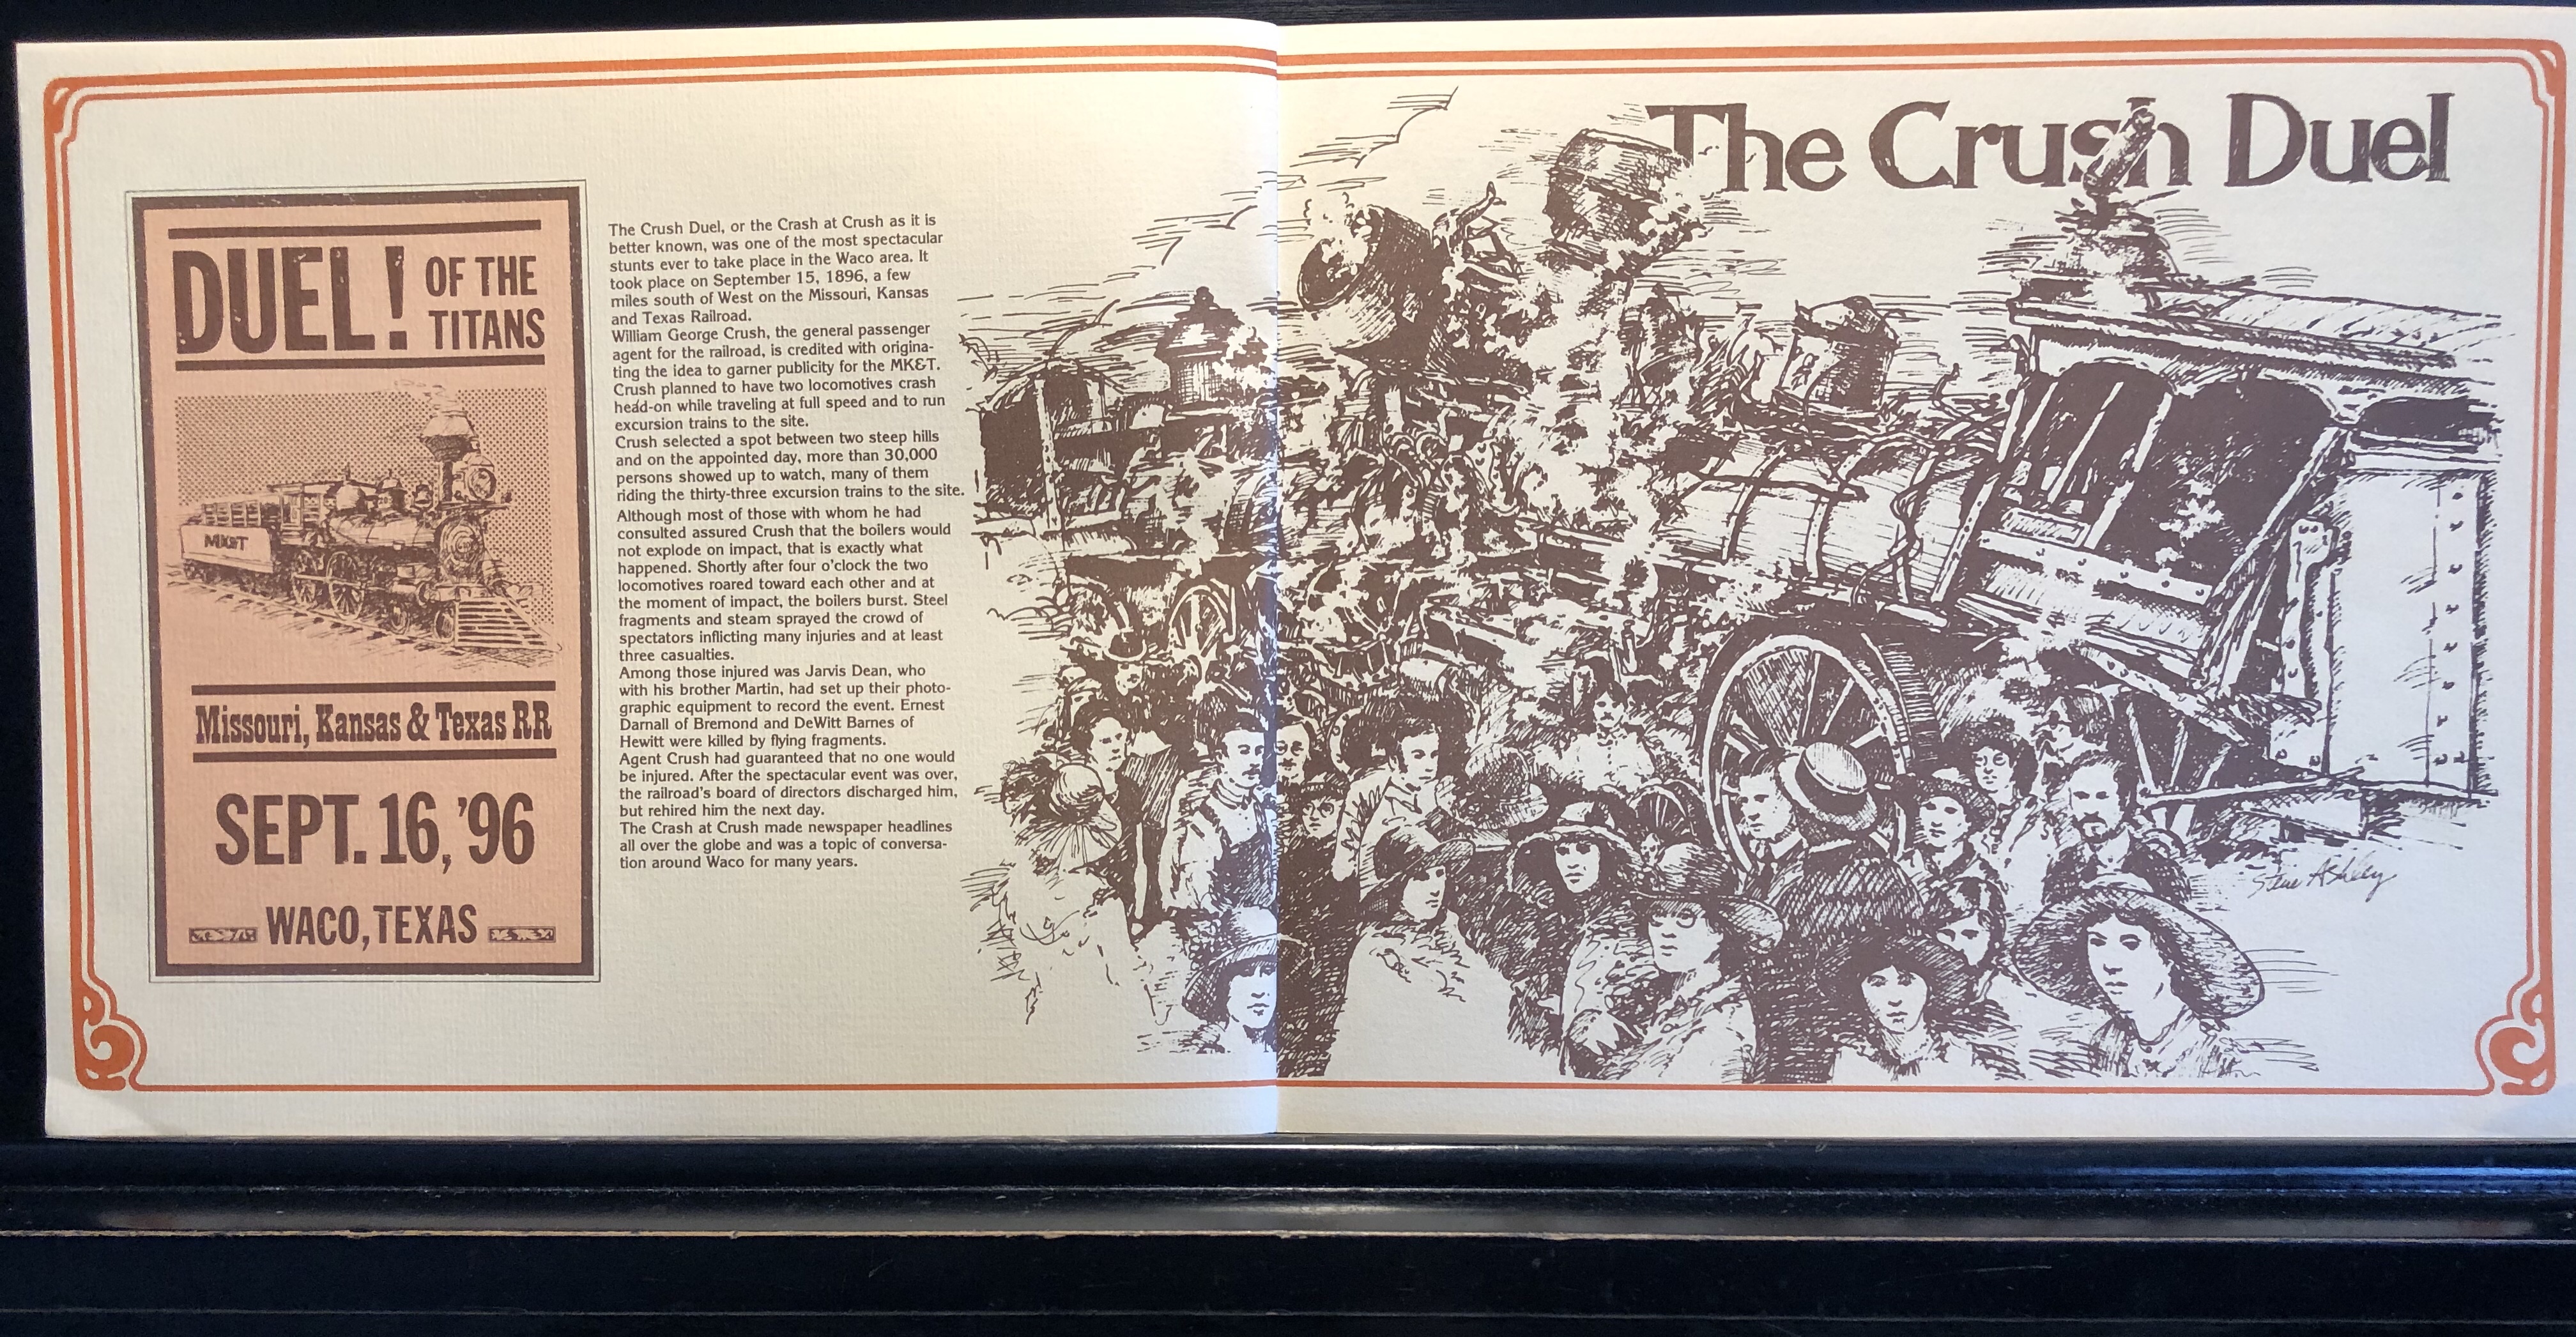 DUEL! OF THE
TITANS
MK&T
Missouri, Kansas & Texas RR
SEPT. 16, '96
WACO, TEXAS
The Crush Duel, or the Crash at Crush as it is
better known, was one of the most spectacular
stunts ever to take place in the Waco area. It
took place on September 15, 1896, a few
miles south of West on the Missouri, Kansas
and Texas Railroad.
William George Crush, the general passenger
agent for the railroad, is credited with origina-
ting the idea to garner publicity for the MK&T.
Crush planned to have two locomotives crash
head-on while traveling at full speed and to run
excursion trains to the site.
Crush selected a spot between two steep hills
and on the appointed day, more than 30,000
persons showed up to watch, many of them
riding the thirty-three excursion trains to the site.
Although most of those with whom he had
consulted assured Crush that the boilers would
not explode on impact, that is exactly what
happened. Shortly after four o'clock the two
locomotives roared toward each other and at
the moment of impact, the boilers burst. Steel
fragments and steam sprayed the crowd of
spectators inflicting many injuries and at least
three casualties.
Among those injured was Jarvis Dean, who
with his brother Martin, had set up their photo-
graphic equipment to record the event. Ernest
Darnall of Bremond and DeWitt Barnes of
Hewitt were killed by flying fragments.
Agent Crush had guaranteed that no one would
be injured. After the spectacular event was over,
the railroad's board of directors discharged him,
but rehired him the next day.
The Crash at Crush made newspaper headlines
all over the globe and was a topic of conversa-
tion around Waco for many years.
The Crush Duel
Steve Ashley